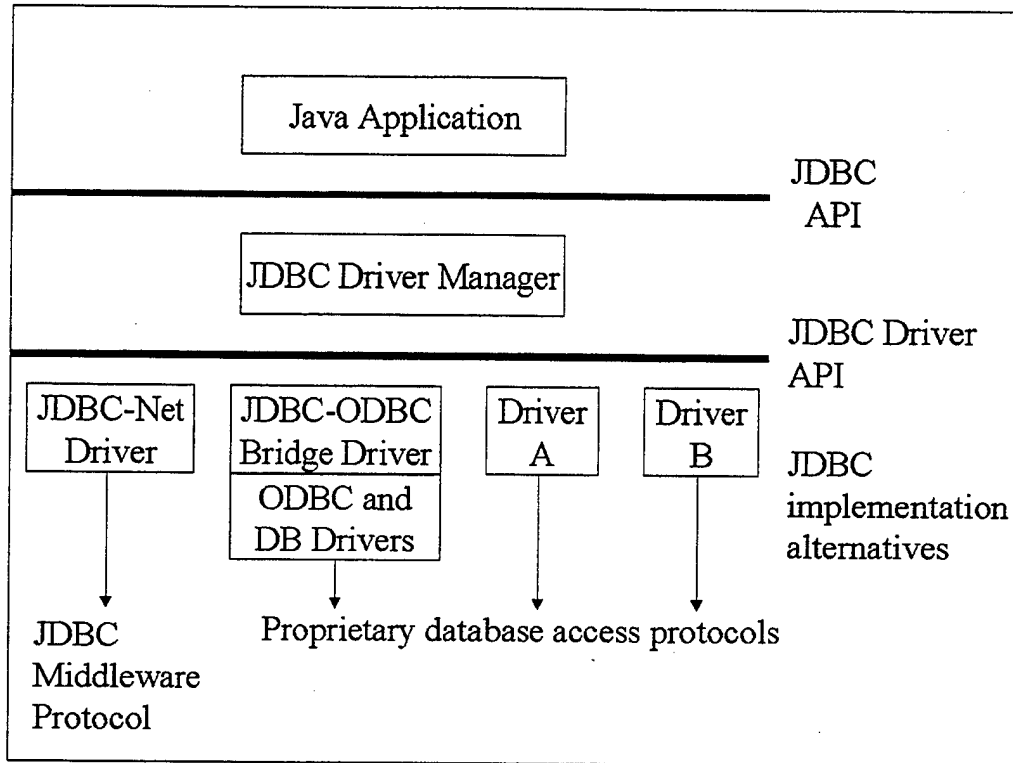 Java Application
JDBC
API
JDBC Driver Manager
JDBC Driver
API
JDBC-Net
Driver
JDBC-ODBC
Bridge Driver
ODBC and
DB Drivers
Driver
A
Driver
B
JDBC
implementation
alternatives
JDBC
Middleware
Protocol
Proprietary database access protocols